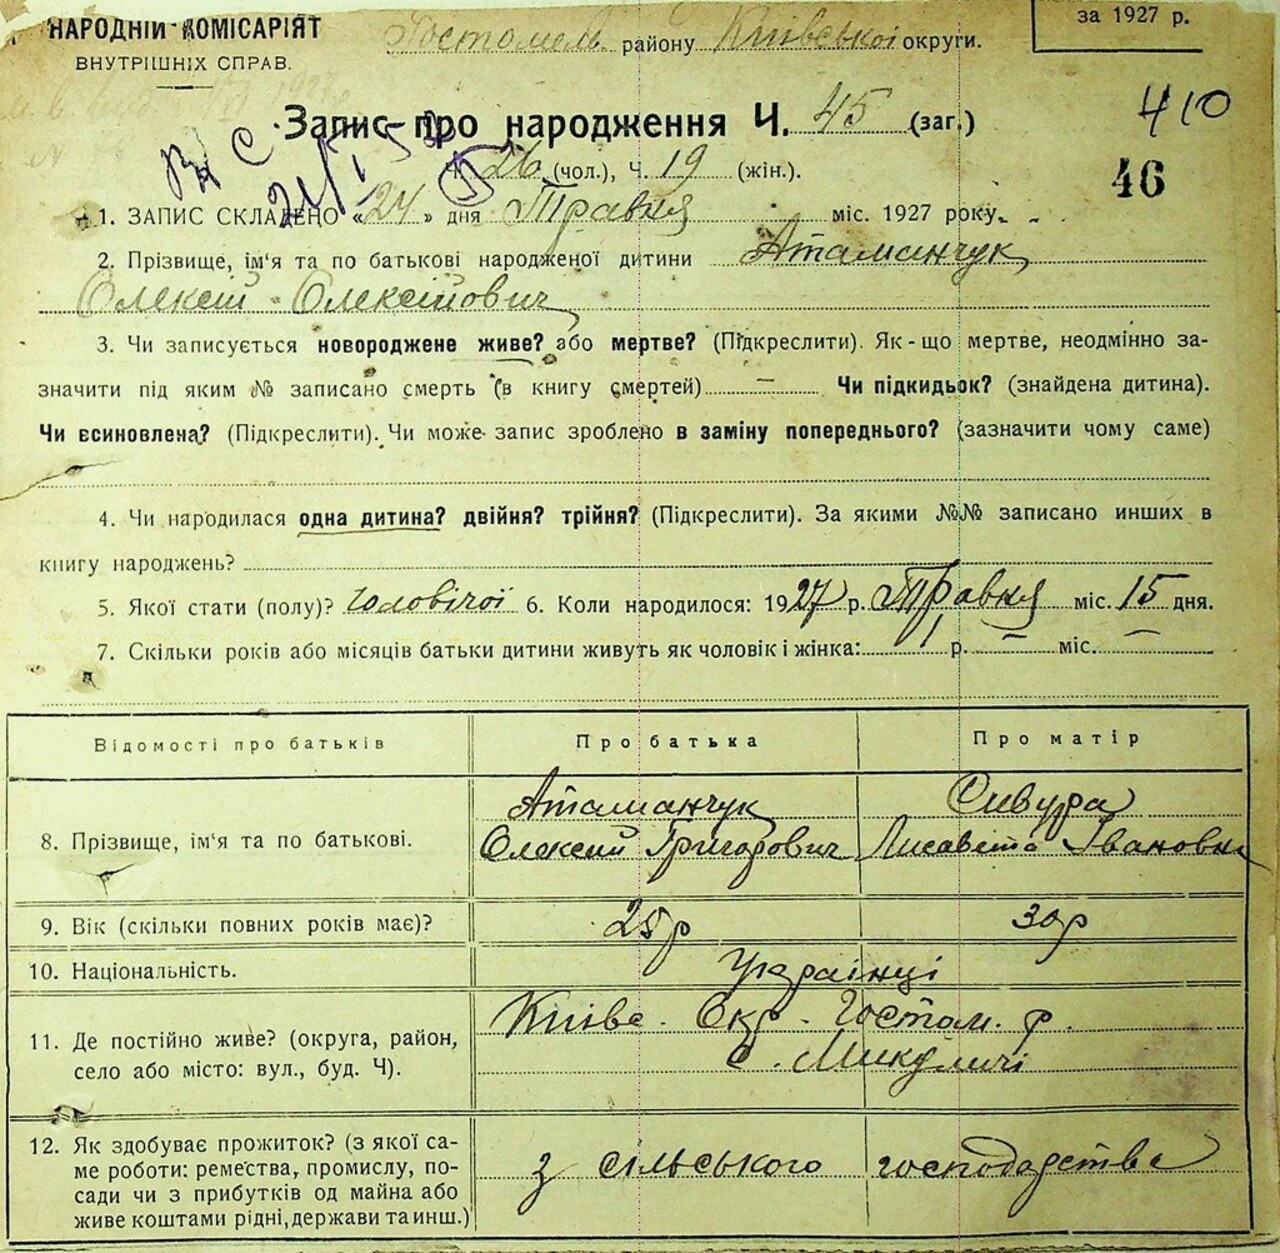 НАРОДНІЙ КОМІСАРІЯТ
ВНУТРІШНІХ СПРАВ.
Гостомель району Київської округи.
за 1927 р.
410
Запис про народження Ч. 45 (заг.)
Ч. 26 (чол.), Ч. 19 (жін.).
46
1. ЗАПИС СКЛАДЕНО «24» дня Травня міс. 1927 року.
2. Прізвище, ім'я та по батькові народженої дитини Атаманчук
Олексій Олексійович
3. Чи записується новороджене живе? або мертве? (Підкреслити). Як-що мертве, неодмінно за-
значити під яким № записано смерть (в книгу смертей) — Чи підкидьок? (знайдена дитина).
Чи всиновлена? (Підкреслити). Чи може запис зроблено в заміну попереднього? (зазначити чому саме)
4. Чи народилася одна дитина? двійня? трійня? (Підкреслити). За якими №№ записано инших в
книгу народжень?
5. Якої стати (полу)? Чоловічої 6. Коли народилося: 1927 р. Травня міс. 15 дня.
7. Скільки років або місяців батьки дитини живуть як чоловік і жінка: 1 р. — міс. —
Відомості про батьків Про батька Про матір
8. Прізвище, ім'я та по батькові. Атаманчук Сивура
Олексий Григорович Лисавета Івановна
9. Вік (скільки повних років має)? 25 р 30 р
10. Національність. Українці
11. Де постійно живе? (округа, район, Київс. Окр. Гостом. р.
село або місто: вул., буд. Ч). с. Микуличі
12. Як здобуває прожиток? (з якої са-
ме роботи: ремества, промислу, по- з сільського господарства
сади чи з прибутків од майна або
живе коштами рідні, держави та инш.)